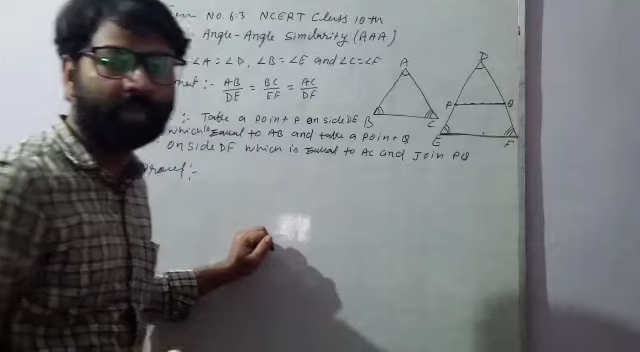 No. 6.3 NCERT Class 10th
Angle-Angle Similarity (AAA)
∠A = ∠D, ∠B = ∠E and ∠C = ∠F
:- AB/DE = BC/EF = AC/DF
:- Take a point P on side DE
which is Equal to AB and take a point Q
on side DF which is Equal to AC and Join PQ
Proof :-
A
B
C
D
P
Q
E
F